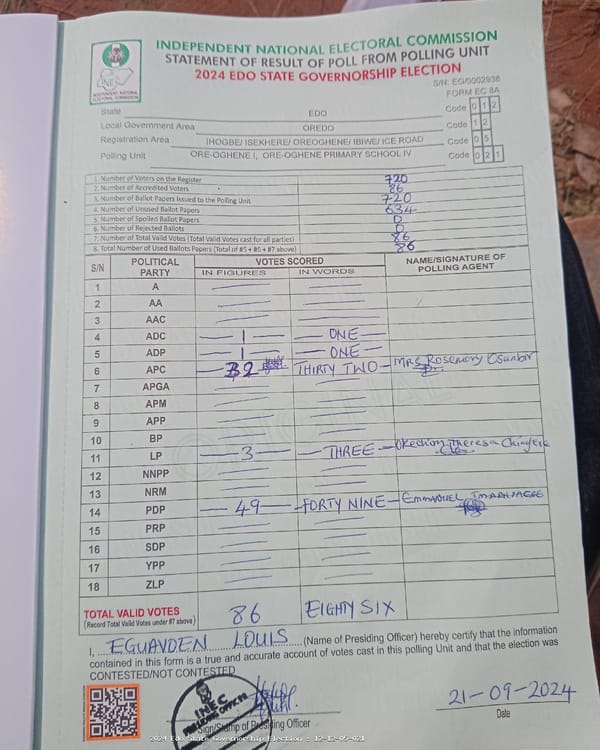 INDEPENDENT NATIONAL ELECTORAL COMMISSION
STATEMENT OF RESULT OF POLL FROM POLLING UNIT
2024 EDO STATE GOVERNORSHIP ELECTION
S/N: EG/0002938
FORM EC 8A
INDEPENDENT NATIONAL ELECTORAL COMMISSION
State EDO Code 0 1 2
Local Government Area OREDO Code 1 2
Registration Area IHOGBE/ ISEKHERE/ OREOGHENE/ IBIWE/ ICE ROAD Code 0 5
Polling Unit ORE-OGHENE I, ORE-OGHENE PRIMARY SCHOOL IV Code 0 2 1
1. Number of Voters on the Register 720
2. Number of Accredited Voters 86
3. Number of Ballot Papers Issued to the Polling Unit 720
4. Number of Unused Ballot Papers 634
5. Number of Spoiled Ballot Papers 0
6. Number of Rejected Ballots 0
7. Number of Total Valid Votes (Total Valid Votes cast for all parties) 86
8. Total Number of Used Ballots Papers (Total of #5 + #6 + #7 above) 86
S/N POLITICAL PARTY VOTES SCORED NAME/SIGNATURE OF POLLING AGENT
IN FIGURES IN WORDS
1 A
2 AA
3 AAC
4 ADC 1 ONE
5 ADP 1 ONE
6 APC 32 THIRTY TWO MRS Rosemary Osunbor
7 APGA
8 APM
9 APP
10 BP
11 LP 3 THREE Theresa Chinyere
12 NNPP
13 NRM
14 PDP 49 FORTY NINE EMMANUEL
15 PRP
16 SDP
17 YPP
18 ZLP
TOTAL VALID VOTES 86 EIGHTY SIX
(Record Total Valid Votes under #7 above)
I, EGUAVOEN LOUIS (Name of Presiding Officer) hereby certify that the information
contained in this form is a true and accurate account of votes cast in this polling Unit and that the election was
CONTESTED/NOT CONTESTED
INEC
21-09-2024
Sign/Stamp of Presiding Officer Date
2024 Edo State Governorship Election : 12-12-05-021